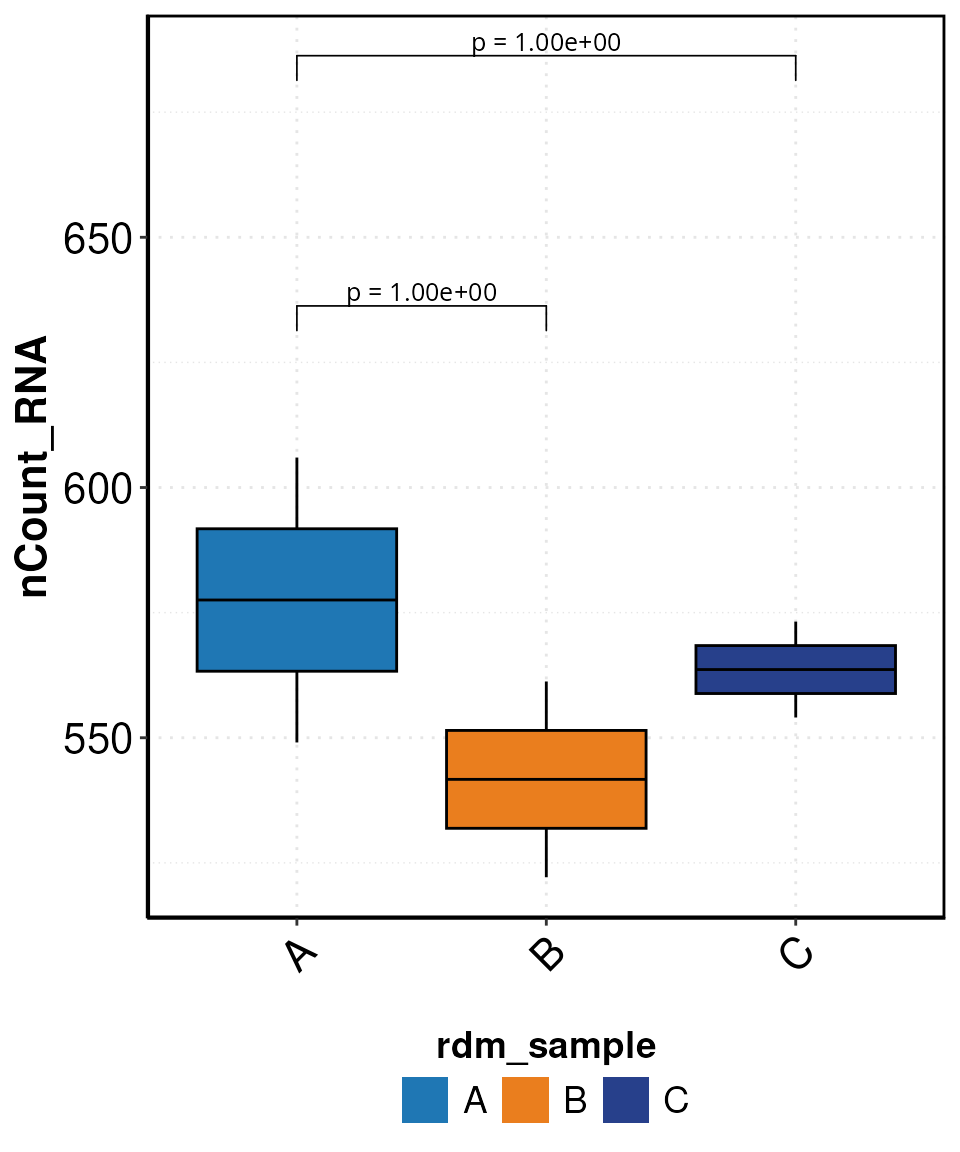 p = 1.00e+00
650
p = 1.00e+00
nCount_RNA
600
550
A B C
rdm_sample
A B C